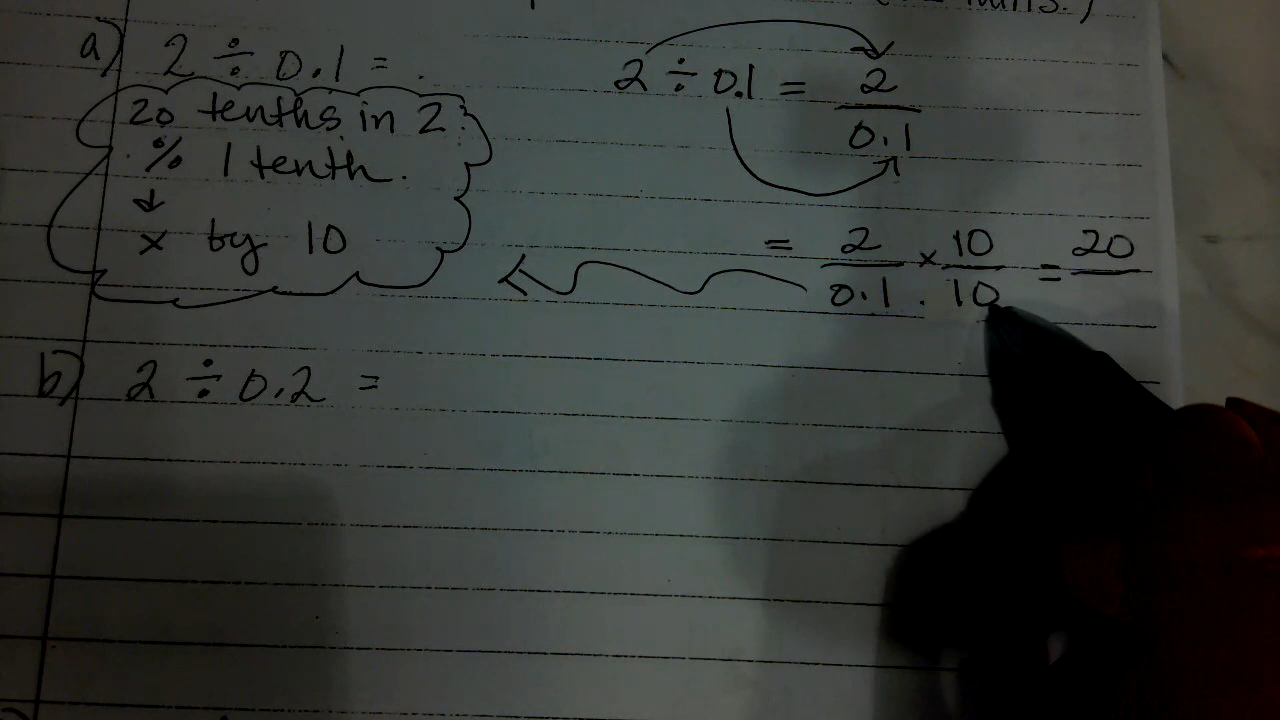 a) 2 ÷ 0.1 =
20 tenths in 2
% 1 tenth.
↓
× by 10
2 ÷ 0.1 = 2/0.1
= 2/0.1 × 10/10 = 20/
b) 2 ÷ 0.2 =